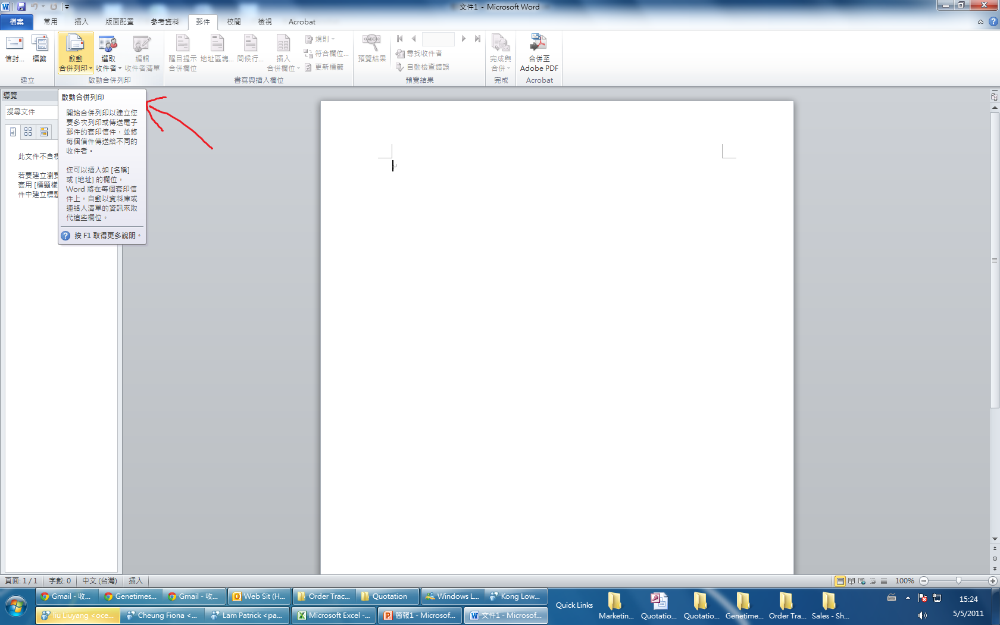 文件1 - Microsoft Word
檔案 常用 插入 版面配置 參考資料 郵件 校閱 檢視 Acrobat
信封... 標籤 啟動 合併列印 選取 收件者 編輯 收件者清單 醒目提示 合併欄位 地址區塊... 問候行... 插入 合併欄位 規則 預覽結果 完成與 合併 合併至 Adobe PDF
符合欄位... 尋找收件者
更新標籤 自動檢查錯誤
建立 啟動合併列印 書寫與插入欄位 預覽結果 完成 Acrobat
導覽
搜尋文件
此文件不含標
若要建立瀏覽
套用 [標題樣
件中建立標題
啟動合併列印
開始合併列印以建立您
要多次列印或傳送電子
郵件的套印信件，並將
每個信件傳送給不同的
收件者。
您可以插入如 [名稱]
或 [地址] 的欄位，
Word 將在每個套印信
件上，自動以資料庫或
連絡人清單的資訊來取
代這些欄位。
按 F1 取得更多說明。
頁面: 1 / 1 字數: 0 中文 (台灣) 插入 100%
Gmail - 收... Genetimes... Gmail - 收... Web Sit (H... Order Trac... Quotation Windows L... Kong Low...
liu Liuyang <oce... Cheung Fiona <... Lam Patrick <pa... Microsoft Excel -... 簡報1 - Microsof... 文件1 - Microsof...
Quick Links Marketin... Quotatio... Quotatio... Genetime... Order Tra... Sales - Sh...
15:24
5/5/2011